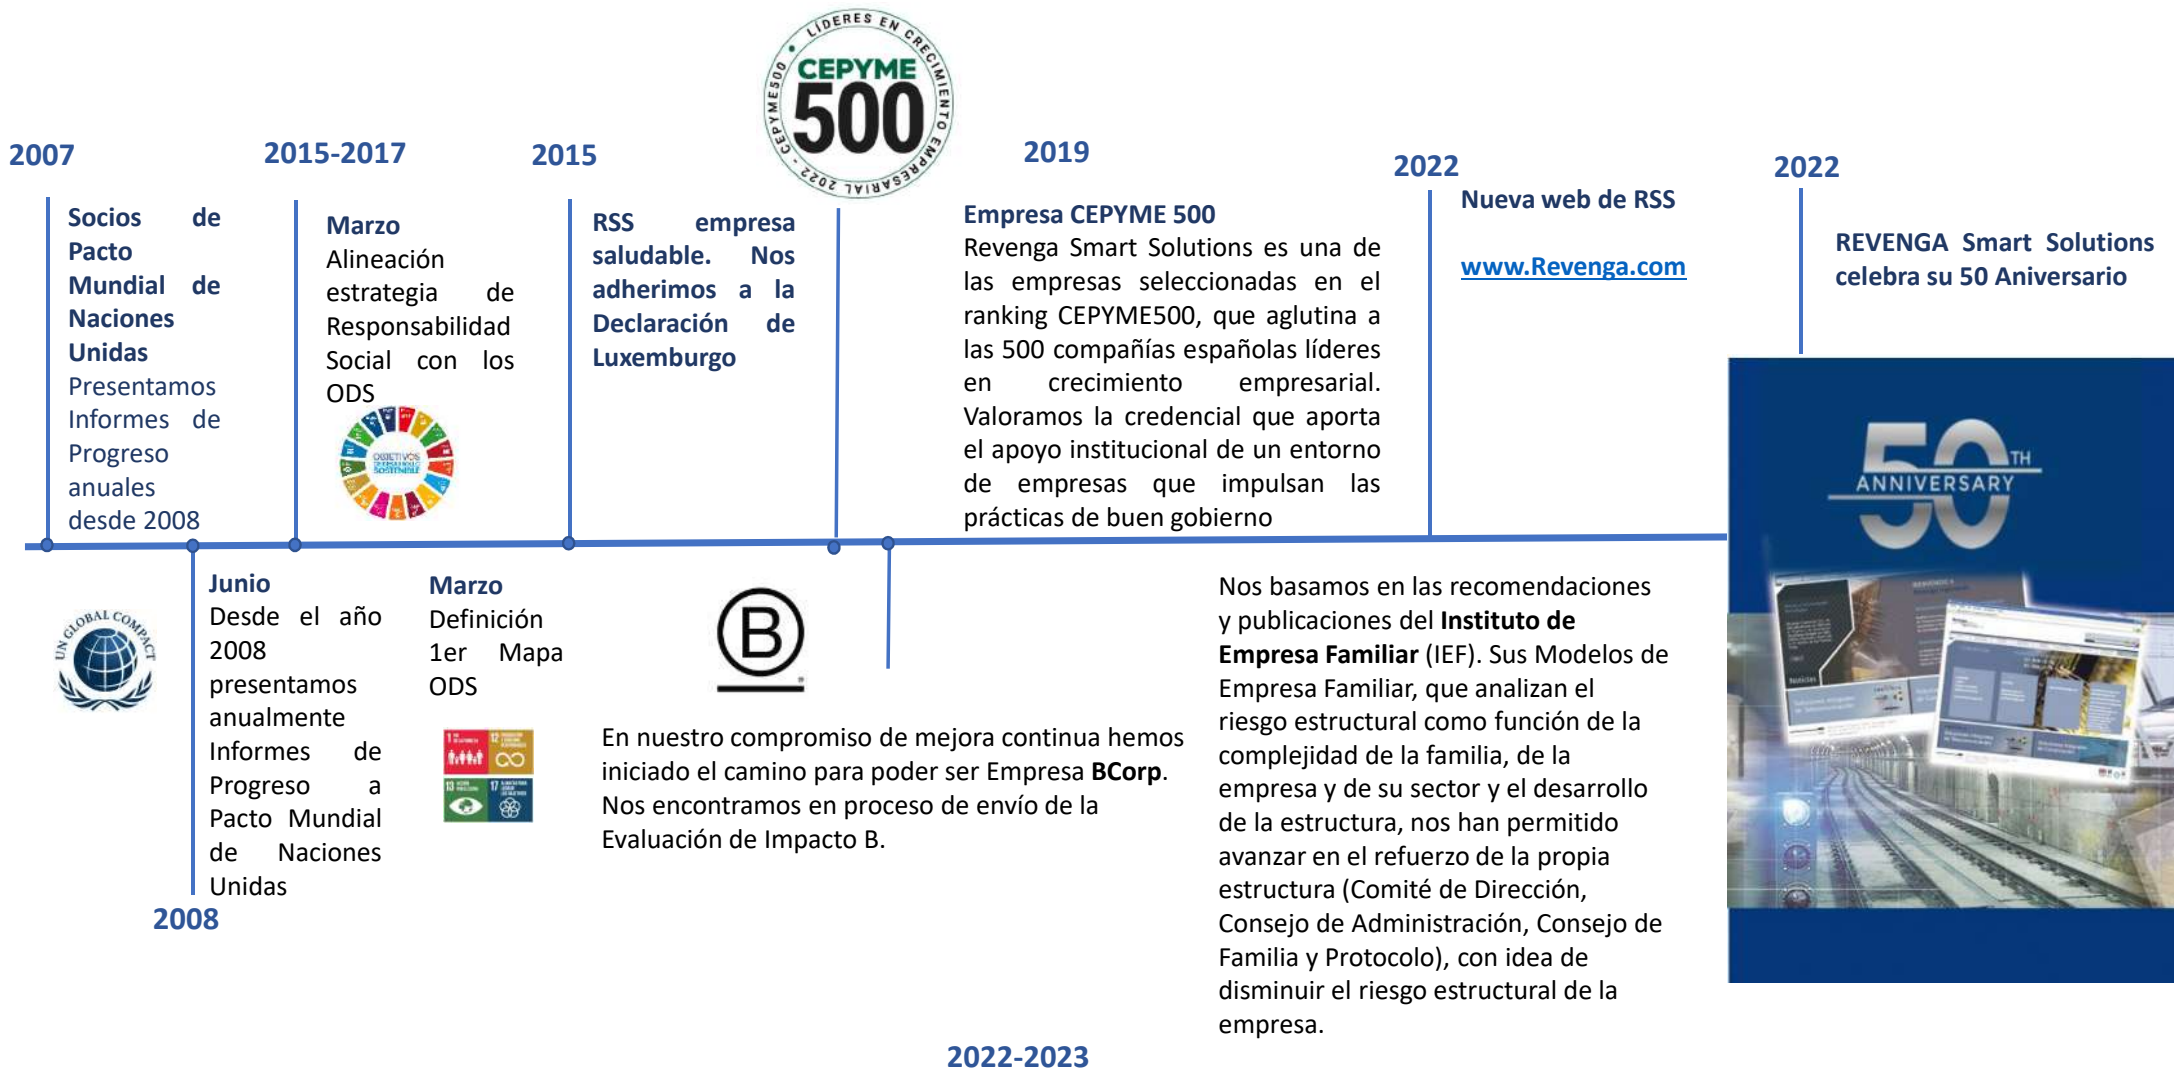 LÍDERES EN CRECIMIENTO EMPRESARIAL 2022 - CEPYME500
CEPYME
500
2007
Socios de
Pacto
Mundial de
Naciones
Unidas
Presentamos
Informes de
Progreso
anuales
desde 2008
2015-2017
Marzo
Alineación
estrategia de
Responsabilidad
Social con los
ODS
OBJETIVOS
SOSTENIBLE
2015
RSS empresa
saludable. Nos
adherimos a la
Declaración de
Luxemburgo
2019
Empresa CEPYME 500
Revenga Smart Solutions es una de
las empresas seleccionadas en el
ranking CEPYME500, que aglutina a
las 500 compañías españolas líderes
en crecimiento empresarial.
Valoramos la credencial que aporta
el apoyo institucional de un entorno
de empresas que impulsan las
prácticas de buen gobierno
2022
Nueva web de RSS
www.Revenga.com
2022
REVENGA Smart Solutions
celebra su 50 Aniversario
50TH
ANNIVERSARY
Noticias
UN GLOBAL COMPACT
Junio
Desde el año
2008
presentamos
anualmente
Informes de
Progreso a
Pacto Mundial
de Naciones
Unidas
2008
Marzo
Definición
1er Mapa
ODS
1
12
13
17
B
En nuestro compromiso de mejora continua hemos
iniciado el camino para poder ser Empresa BCorp.
Nos encontramos en proceso de envío de la
Evaluación de Impacto B.
Nos basamos en las recomendaciones
y publicaciones del Instituto de
Empresa Familiar (IEF). Sus Modelos de
Empresa Familiar, que analizan el
riesgo estructural como función de la
complejidad de la familia, de la
empresa y de su sector y el desarrollo
de la estructura, nos han permitido
avanzar en el refuerzo de la propia
estructura (Comité de Dirección,
Consejo de Administración, Consejo de
Familia y Protocolo), con idea de
disminuir el riesgo estructural de la
empresa.
2022-2023